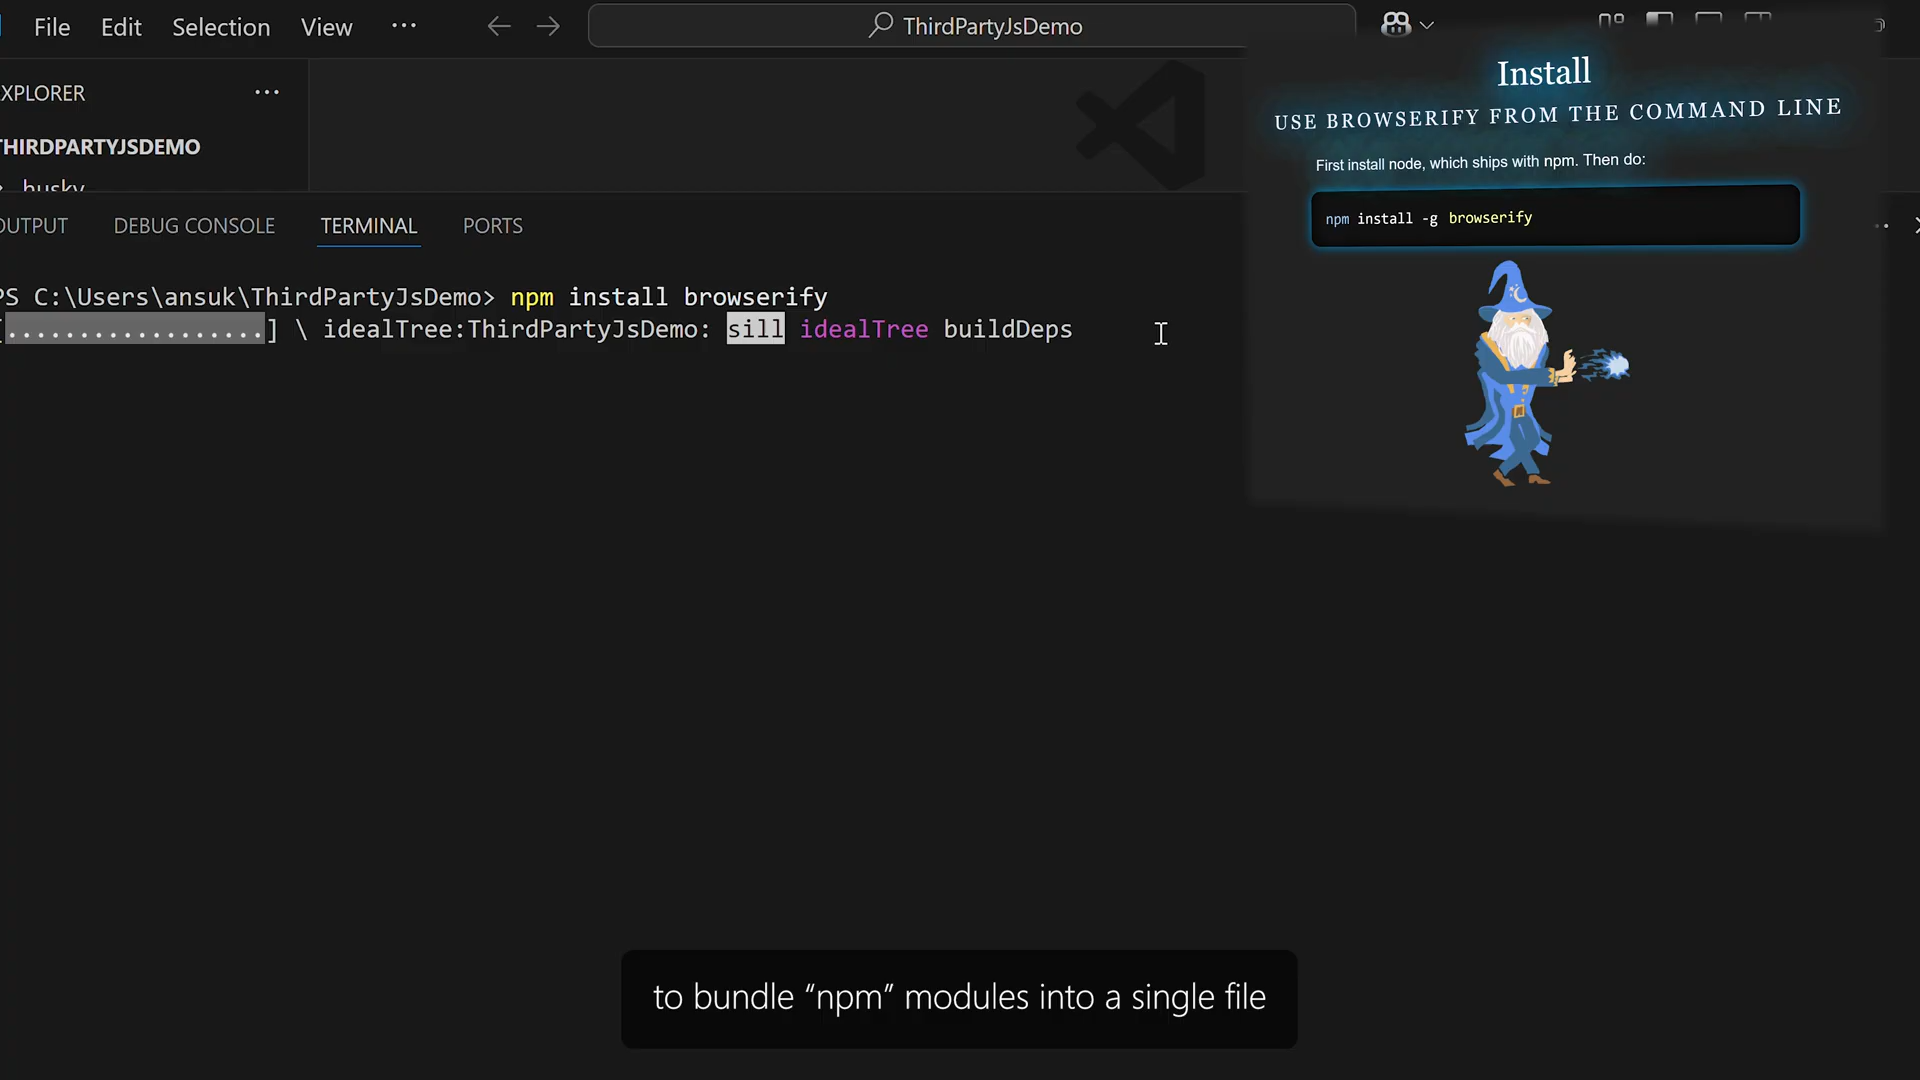 File Edit Selection View ...
ThirdPartyJsDemo
XPLORER ...
THIRDPARTYJSDEMO
husky
OUTPUT DEBUG CONSOLE TERMINAL PORTS
PS C:\Users\ansuk\ThirdPartyJsDemo> npm install browserify
[..................] \ idealTree:ThirdPartyJsDemo: sill idealTree buildDeps
Install
USE BROWSERIFY FROM THE COMMAND LINE
First install node, which ships with npm. Then do:
npm install -g browserify
to bundle “npm” modules into a single file